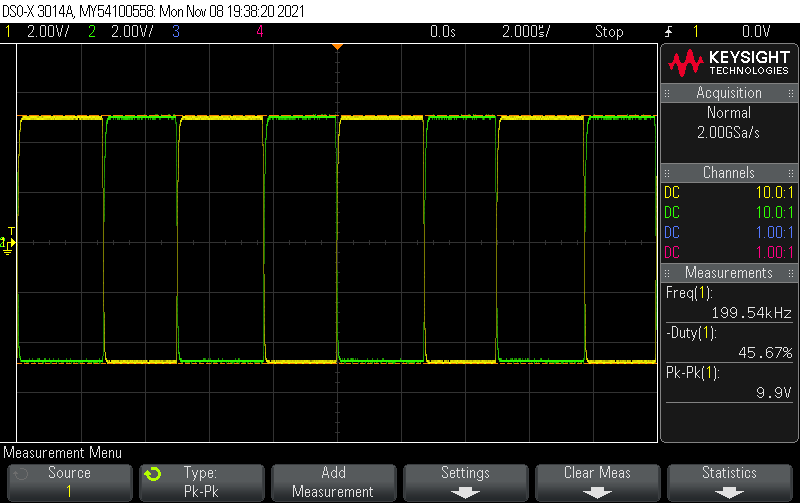 DSO-X 3014A, MY54100558: Mon Nov 08 19:38:20 2021
1 2.00V/ 2 2.00V/ 3 4 0.0s 2.000㎲/ Stop 1 0.0V
KEYSIGHT
TECHNOLOGIES
Acquisition
Normal
2.00GSa/s
Channels
DC 10.0:1
DC 10.0:1
DC 1.00:1
DC 1.00:1
Measurements
Freq(1):
199.54kHz
-Duty(1):
45.67%
Pk-Pk(1):
9.9V
T
Measurement Menu
Source
1
Type:
Pk-Pk
Add
Measurement
Settings
Clear Meas
Statistics